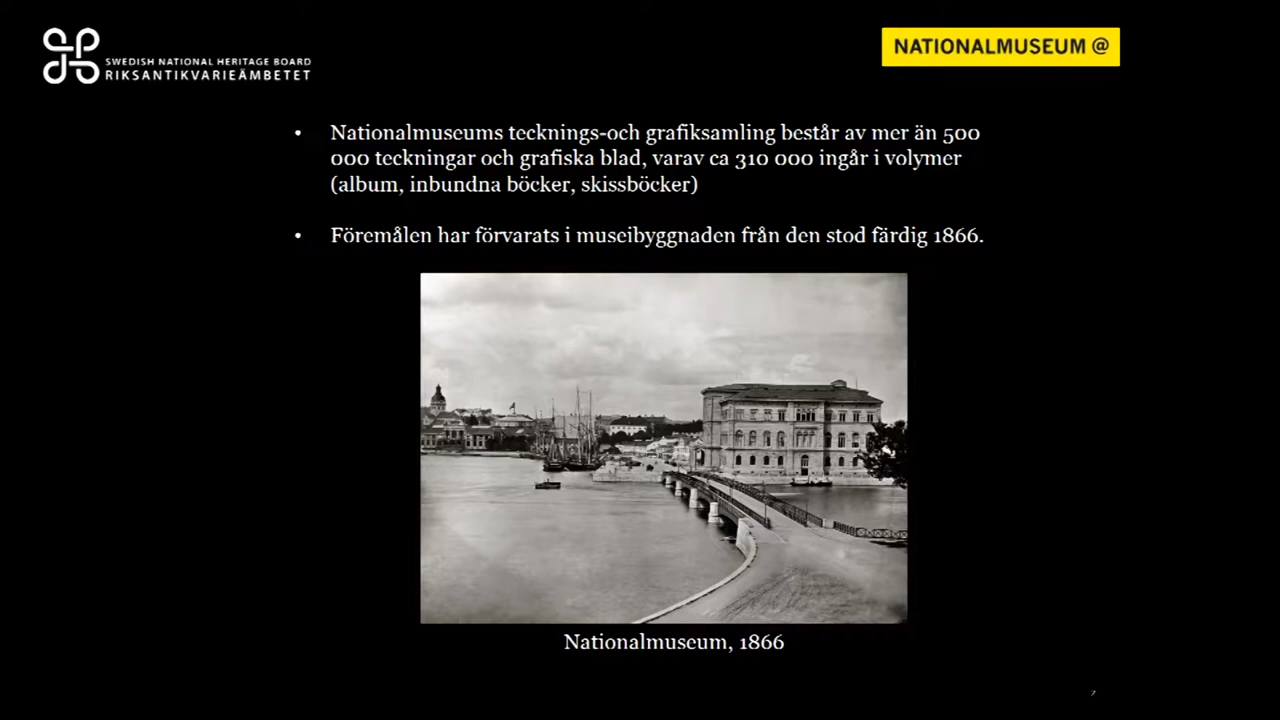 SWEDISH NATIONAL HERITAGE BOARD
RIKSANTIKVARIEÄMBETET
NATIONALMUSEUM @
• Nationalmuseums tecknings-och grafiksamling består av mer än 500
000 teckningar och grafiska blad, varav ca 310 000 ingår i volymer
(album, inbundna böcker, skissböcker)
• Föremålen har förvarats i museibyggnaden från den stod färdig 1866.
Nationalmuseum, 1866
2